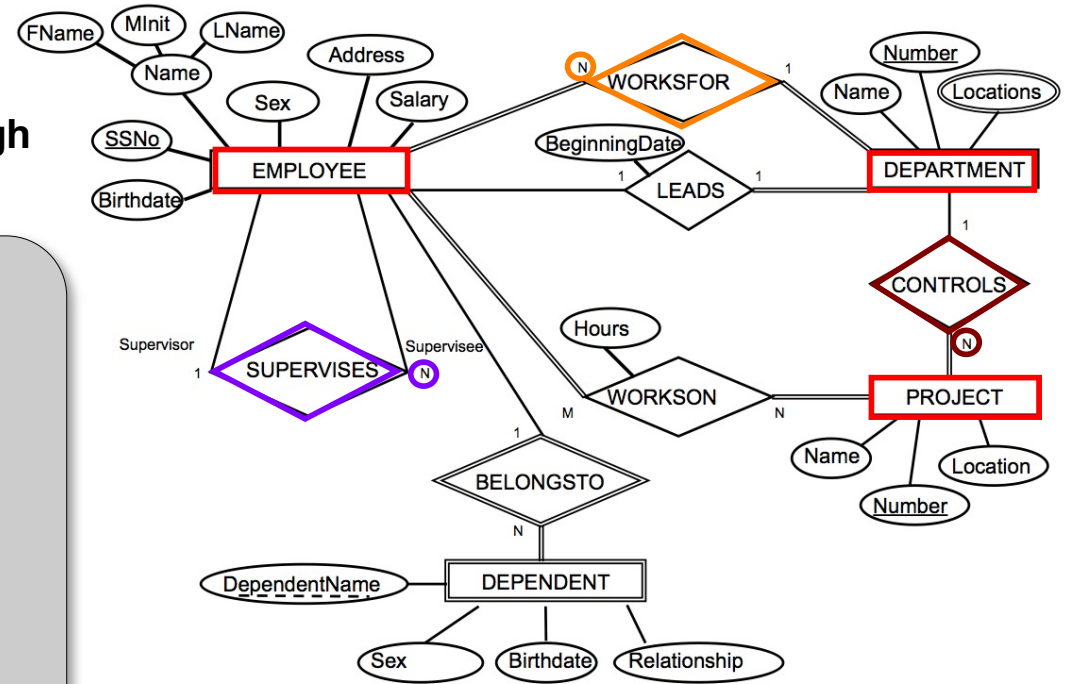 FName
MInit
LName
Name
Address
Sex
Salary
SSNo
Birthdate
EMPLOYEE
gh
N
WORKSFOR
1
Number
Name
Locations
DEPARTMENT
BeginningDate
1
LEADS
1
1
CONTROLS
N
Supervisor
1
SUPERVISES
Supervisee
N
Hours
M
WORKSON
N
PROJECT
Name
Number
Location
1
BELONGSTO
N
DependentName
DEPENDENT
Sex
Birthdate
Relationship